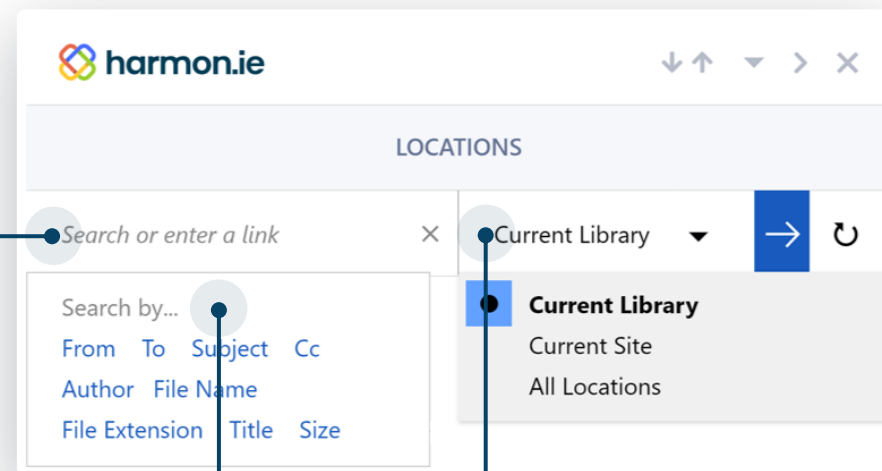 harmon.ie
LOCATIONS
Search or enter a link
Current Library
Search by...
From To Subject Cc
Author File Name
File Extension Title Size
Current Library
Current Site
All Locations